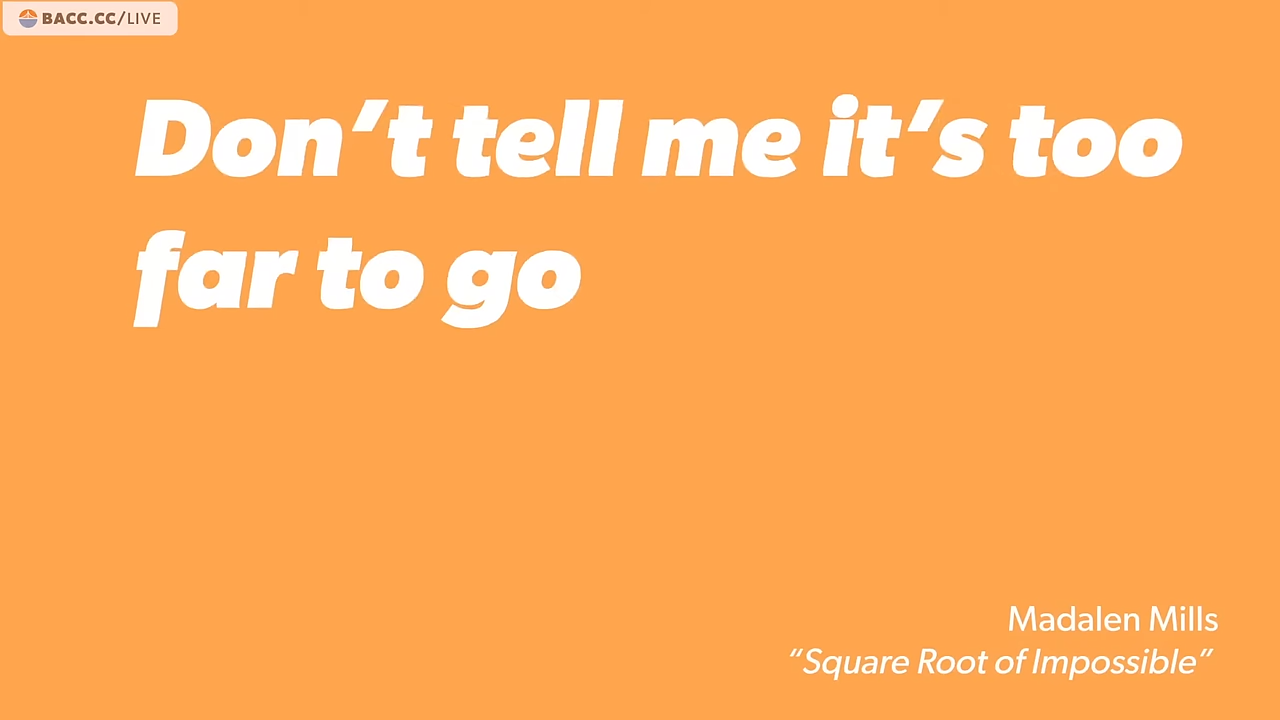 BACC.CC/LIVE
Don’t tell me it’s too
far to go
Madalen Mills
“Square Root of Impossible”